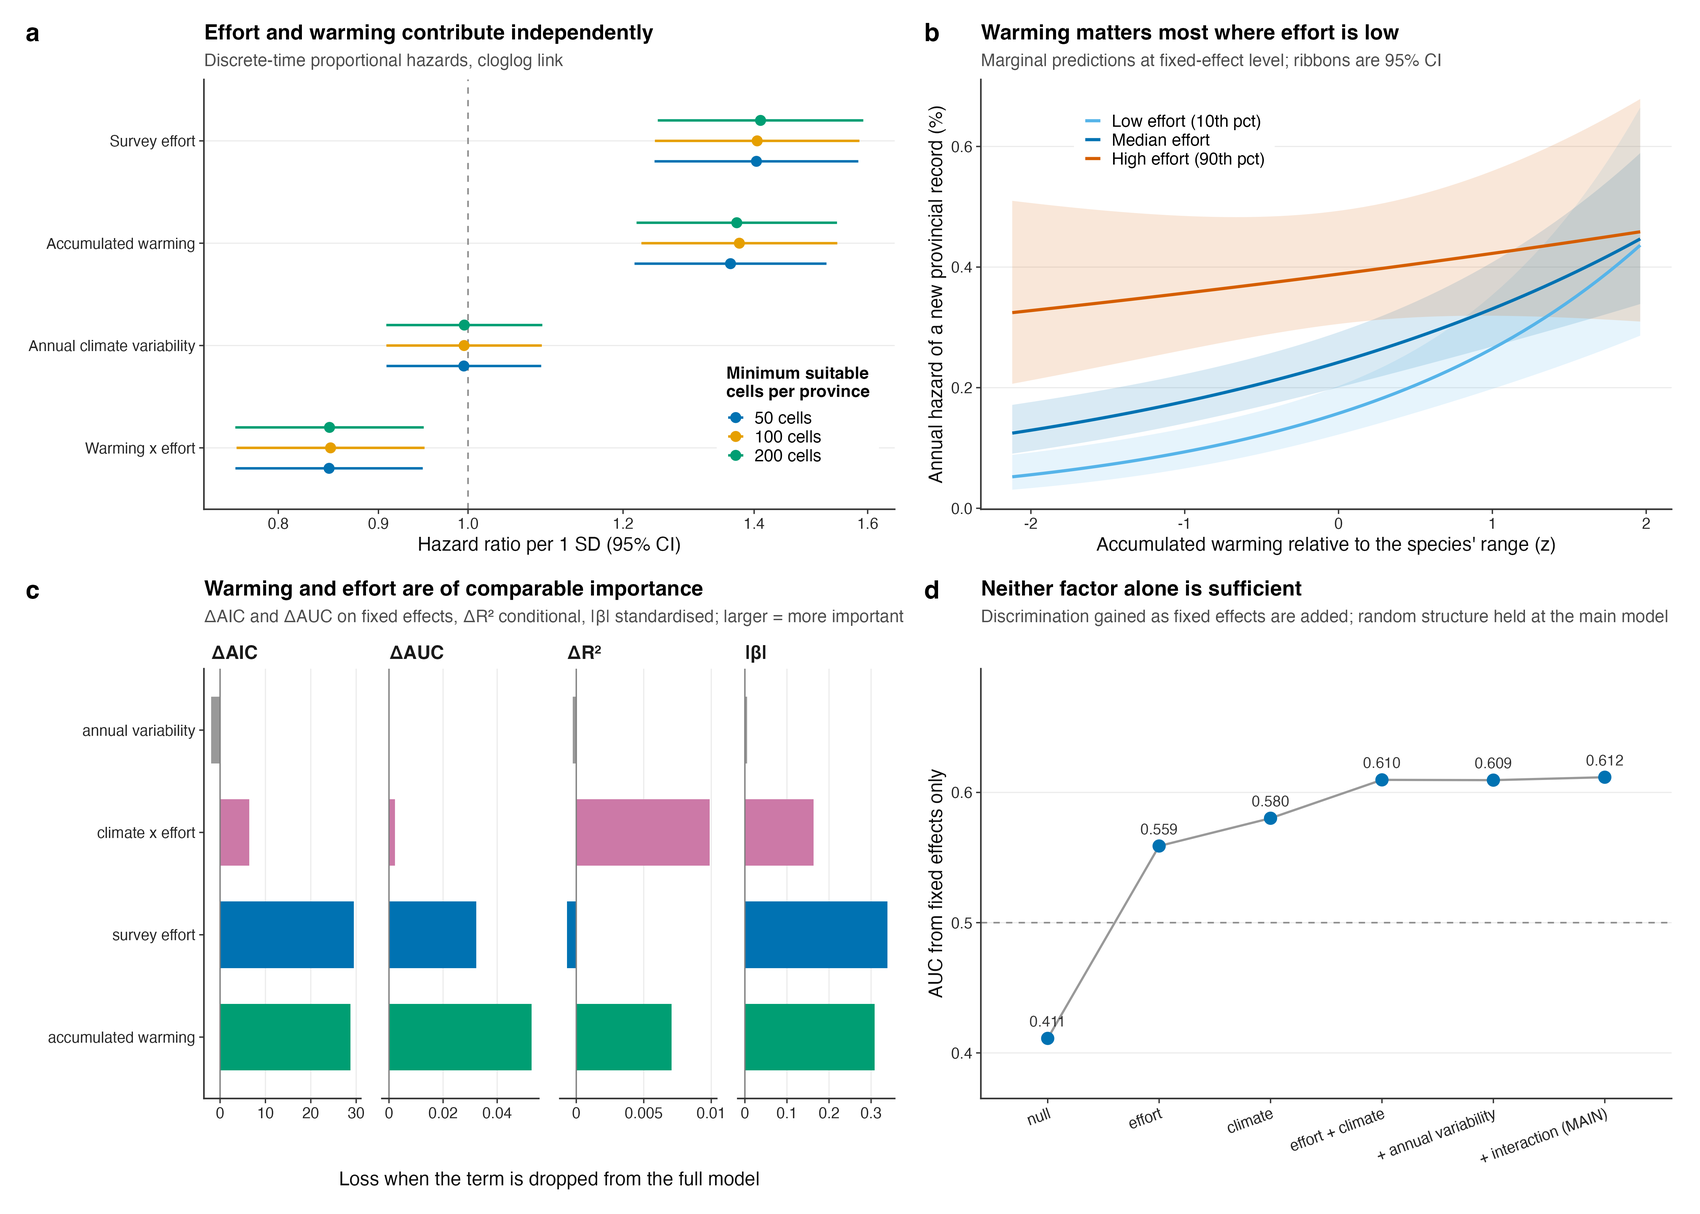 a
Effort and warming contribute independently
Discrete-time proportional hazards, cloglog link
Survey effort
Accumulated warming
Annual climate variability
Warming x effort
Minimum suitable
cells per province
50 cells
100 cells
200 cells
0.8 0.9 1.0 1.2 1.4 1.6
Hazard ratio per 1 SD (95% CI)
b
Warming matters most where effort is low
Marginal predictions at fixed-effect level; ribbons are 95% CI
Annual hazard of a new provincial record (%)
Low effort (10th pct)
Median effort
High effort (90th pct)
0.6
0.4
0.2
0.0
-2 -1 0 1 2
Accumulated warming relative to the species' range (z)
c
Warming and effort are of comparable importance
ΔAIC and ΔAUC on fixed effects, ΔR² conditional, |β| standardised; larger = more important
ΔAIC ΔAUC ΔR² |β|
annual variability
climate x effort
survey effort
accumulated warming
0 10 20 30 0 0.02 0.04 0 0.005 0.01 0 0.1 0.2 0.3
Loss when the term is dropped from the full model
d
Neither factor alone is sufficient
Discrimination gained as fixed effects are added; random structure held at the main model
AUC from fixed effects only
0.6
0.5
0.4
0.411
0.559
0.580
0.610
0.609
0.612
null
effort
climate
effort + climate
+ annual variability
+ interaction (MAIN)